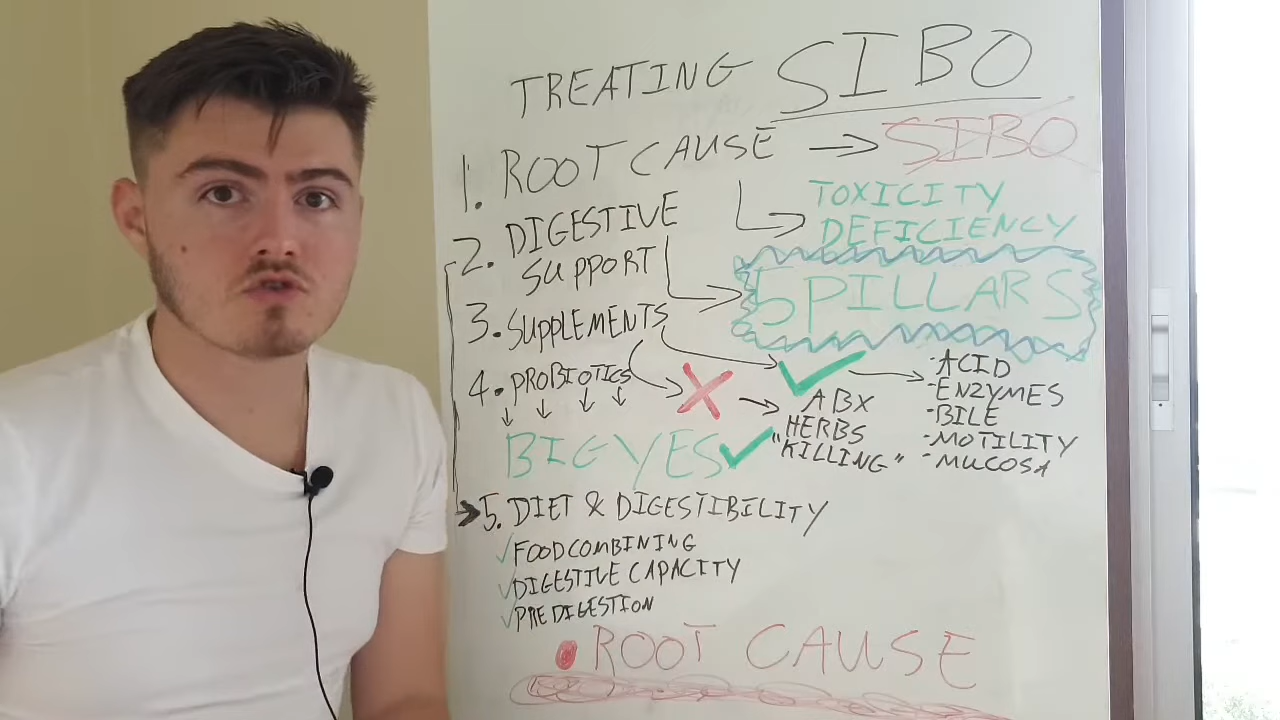 TREATING SIBO
1. ROOT CAUSE → SIBO
TOXICITY
DEFICIENCY
2. DIGESTIVE
SUPPORT
5 PILLARS
3. SUPPLEMENTS
4. PROBIOTICS
BIG YES
ABX
HERBS
"KILLING"
· ACID
- ENZYMES
- BILE
- MOTILITY
- MUCOSA
5. DIET & DIGESTIBILITY
✓ FOOD COMBINING
✓ DIGESTIVE CAPACITY
✓ PREDIGESTION
• ROOT CAUSE